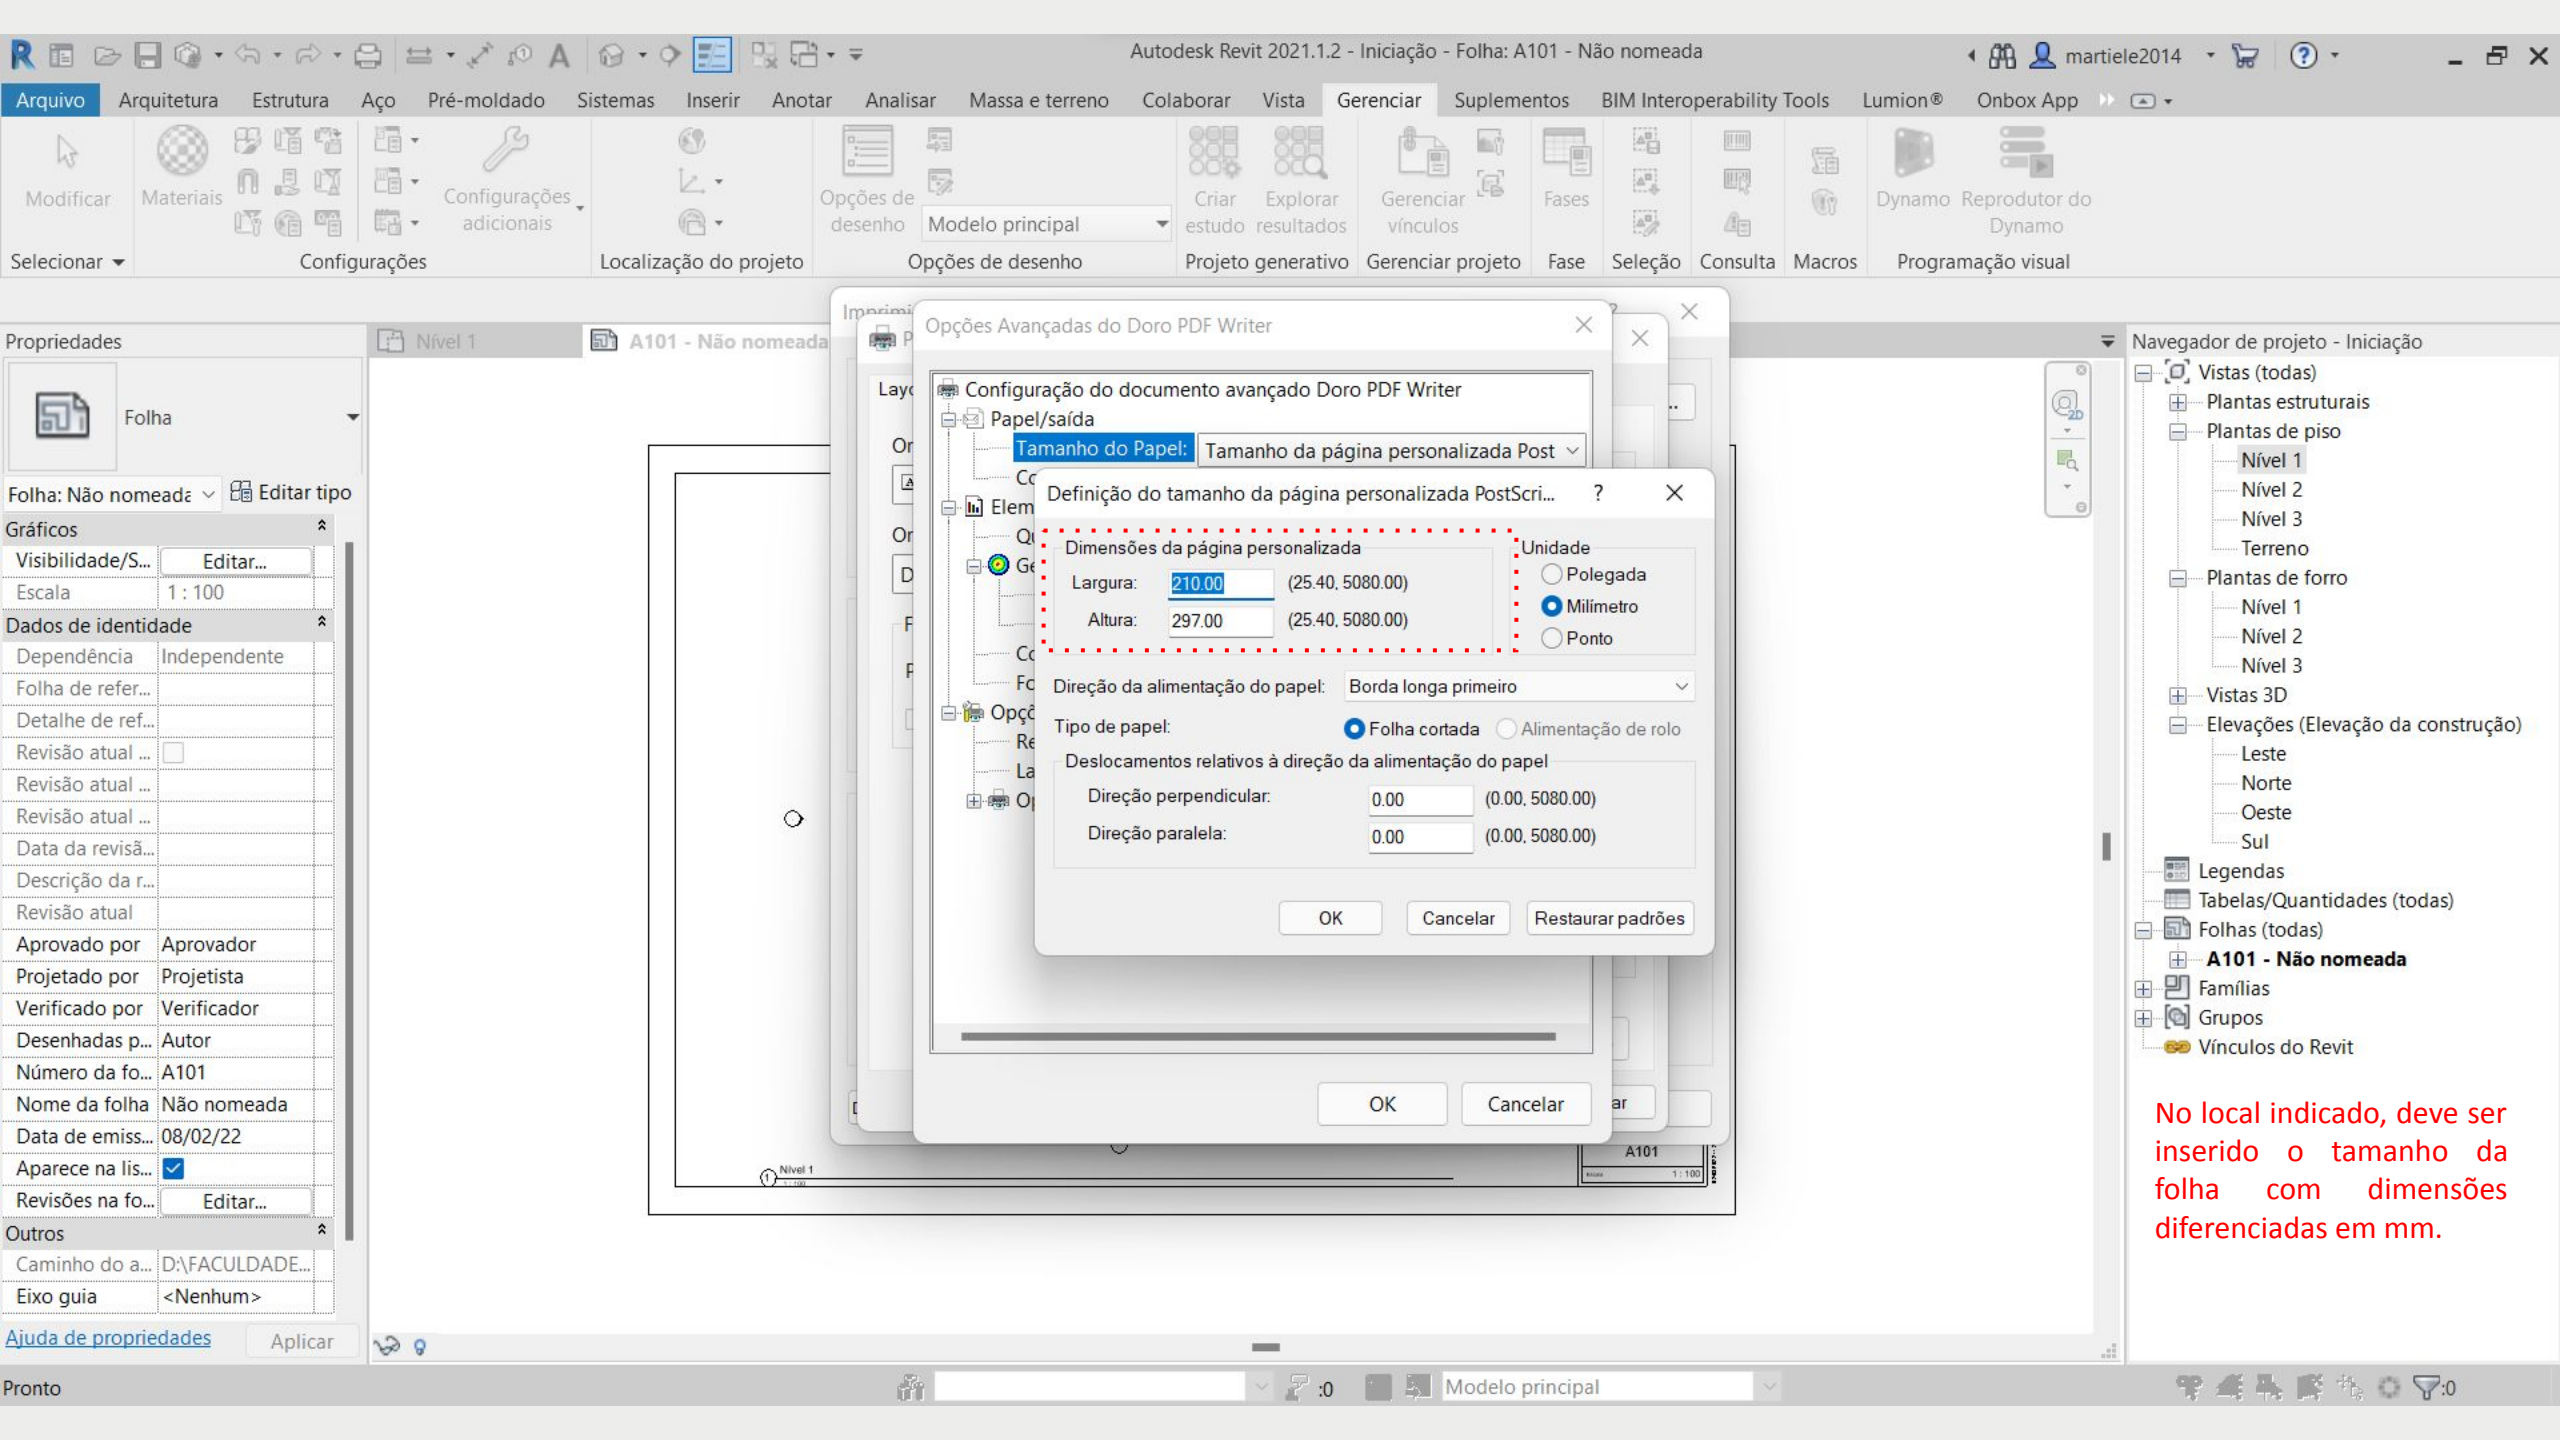 Autodesk Revit 2021.1.2 - Iniciação - Folha: A101 - Não nomeada
martiele2014
Arquivo Arquitetura Estrutura Aço Pré-moldado Sistemas Inserir Anotar Analisar Massa e terreno Colaborar Vista Gerenciar Suplementos BIM Interoperability Tools Lumion® Onbox App
Modificar
Materiais
Configurações adicionais
Opções de desenho
Modelo principal
Criar estudo
Explorar resultados
Gerenciar vínculos
Fases
Dynamo
Reprodutor do Dynamo
Selecionar Configurações Localização do projeto Opções de desenho Projeto generativo Gerenciar projeto Fase Seleção Consulta Macros Programação visual
Propriedades
Folha
Folha: Não nomeada
Editar tipo
Gráficos
Visibilidade/S... Editar...
Escala 1 : 100
Dados de identidade
Dependência Independente
Folha de refer...
Detalhe de ref...
Revisão atual ...
Revisão atual ...
Revisão atual ...
Data da revisã...
Descrição da r...
Revisão atual
Aprovado por Aprovador
Projetado por Projetista
Verificado por Verificador
Desenhadas p... Autor
Número da fo... A101
Nome da folha Não nomeada
Data de emiss... 08/02/22
Aparece na lis...
Revisões na fo... Editar...
Outros
Caminho do a... D:\FACULDADE...
Eixo guia <Nenhum>
Ajuda de propriedades Aplicar
Nível 1
A101 - Não nomeada
Opções Avançadas do Doro PDF Writer
Configuração do documento avançado Doro PDF Writer
Papel/saída
Tamanho do Papel: Tamanho da página personalizada Post
Definição do tamanho da página personalizada PostScri... ?
Dimensões da página personalizada
Largura: 210.00 (25.40, 5080.00)
Altura: 297.00 (25.40, 5080.00)
Unidade
Polegada
Milímetro
Ponto
Direção da alimentação do papel: Borda longa primeiro
Tipo de papel: Folha cortada Alimentação de rolo
Deslocamentos relativos à direção da alimentação do papel
Direção perpendicular: 0.00 (0.00, 5080.00)
Direção paralela: 0.00 (0.00, 5080.00)
OK Cancelar Restaurar padrões
OK Cancelar
Nível 1
A101
1 : 100
Navegador de projeto - Iniciação
Vistas (todas)
Plantas estruturais
Plantas de piso
Nível 1
Nível 2
Nível 3
Terreno
Plantas de forro
Nível 1
Nível 2
Nível 3
Vistas 3D
Elevações (Elevação da construção)
Leste
Norte
Oeste
Sul
Legendas
Tabelas/Quantidades (todas)
Folhas (todas)
A101 - Não nomeada
Famílias
Grupos
Vínculos do Revit
No local indicado, deve ser
inserido o tamanho da
folha com dimensões
diferenciadas em mm.
Pronto
:0
Modelo principal
:0